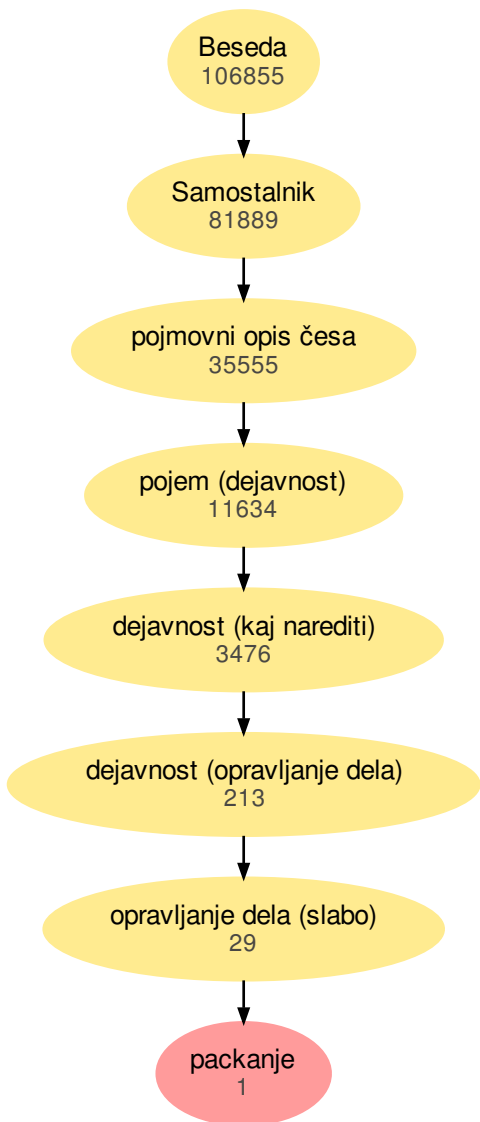 Beseda
106855
Samostalnik
81889
pojmovni opis česa
35555
pojem (dejavnost)
11634
dejavnost (kaj narediti)
3476
dejavnost (opravljanje dela)
213
opravljanje dela (slabo)
29
packanje
1